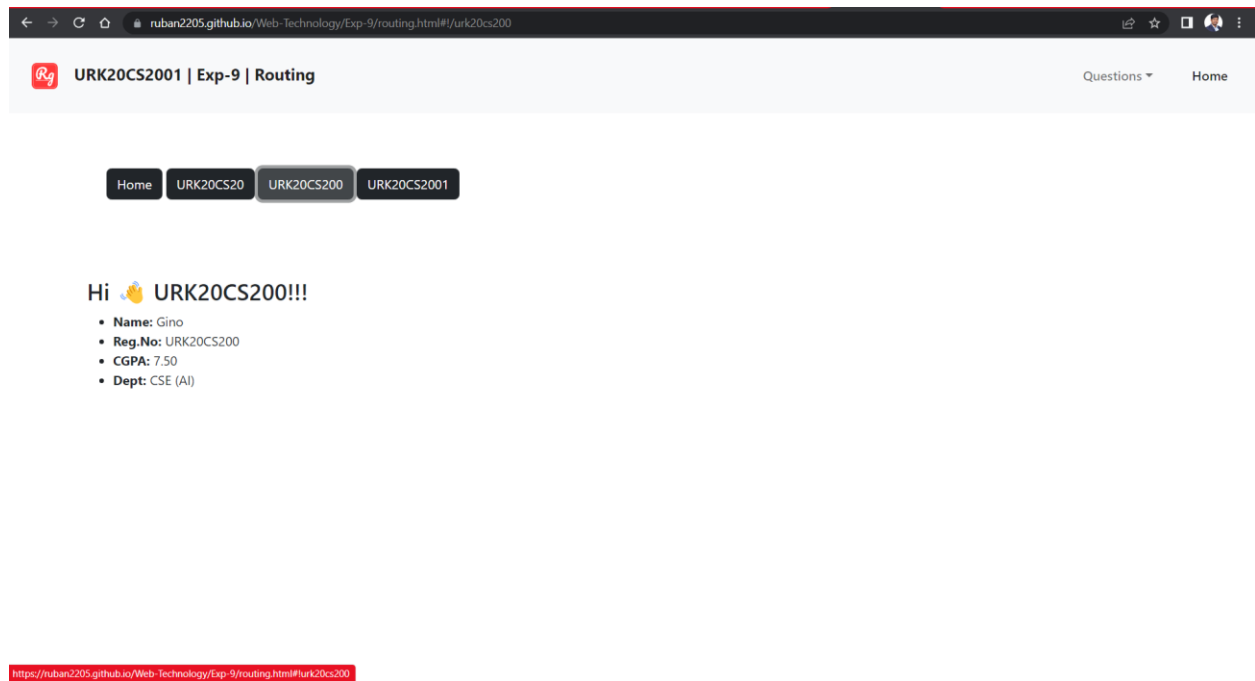 ruban2205.github.io/Web-Technology/Exp-9/routing.html#!/urk20cs200
Rg URK20CS2001 | Exp-9 | Routing Questions Home
Home URK20CS20 URK20CS200 URK20CS2001
Hi 👋 URK20CS200!!!
• Name: Gino
• Reg.No: URK20CS200
• CGPA: 7.50
• Dept: CSE (AI)
https://ruban2205.github.io/Web-Technology/Exp-9/routing.html#!urk20cs200